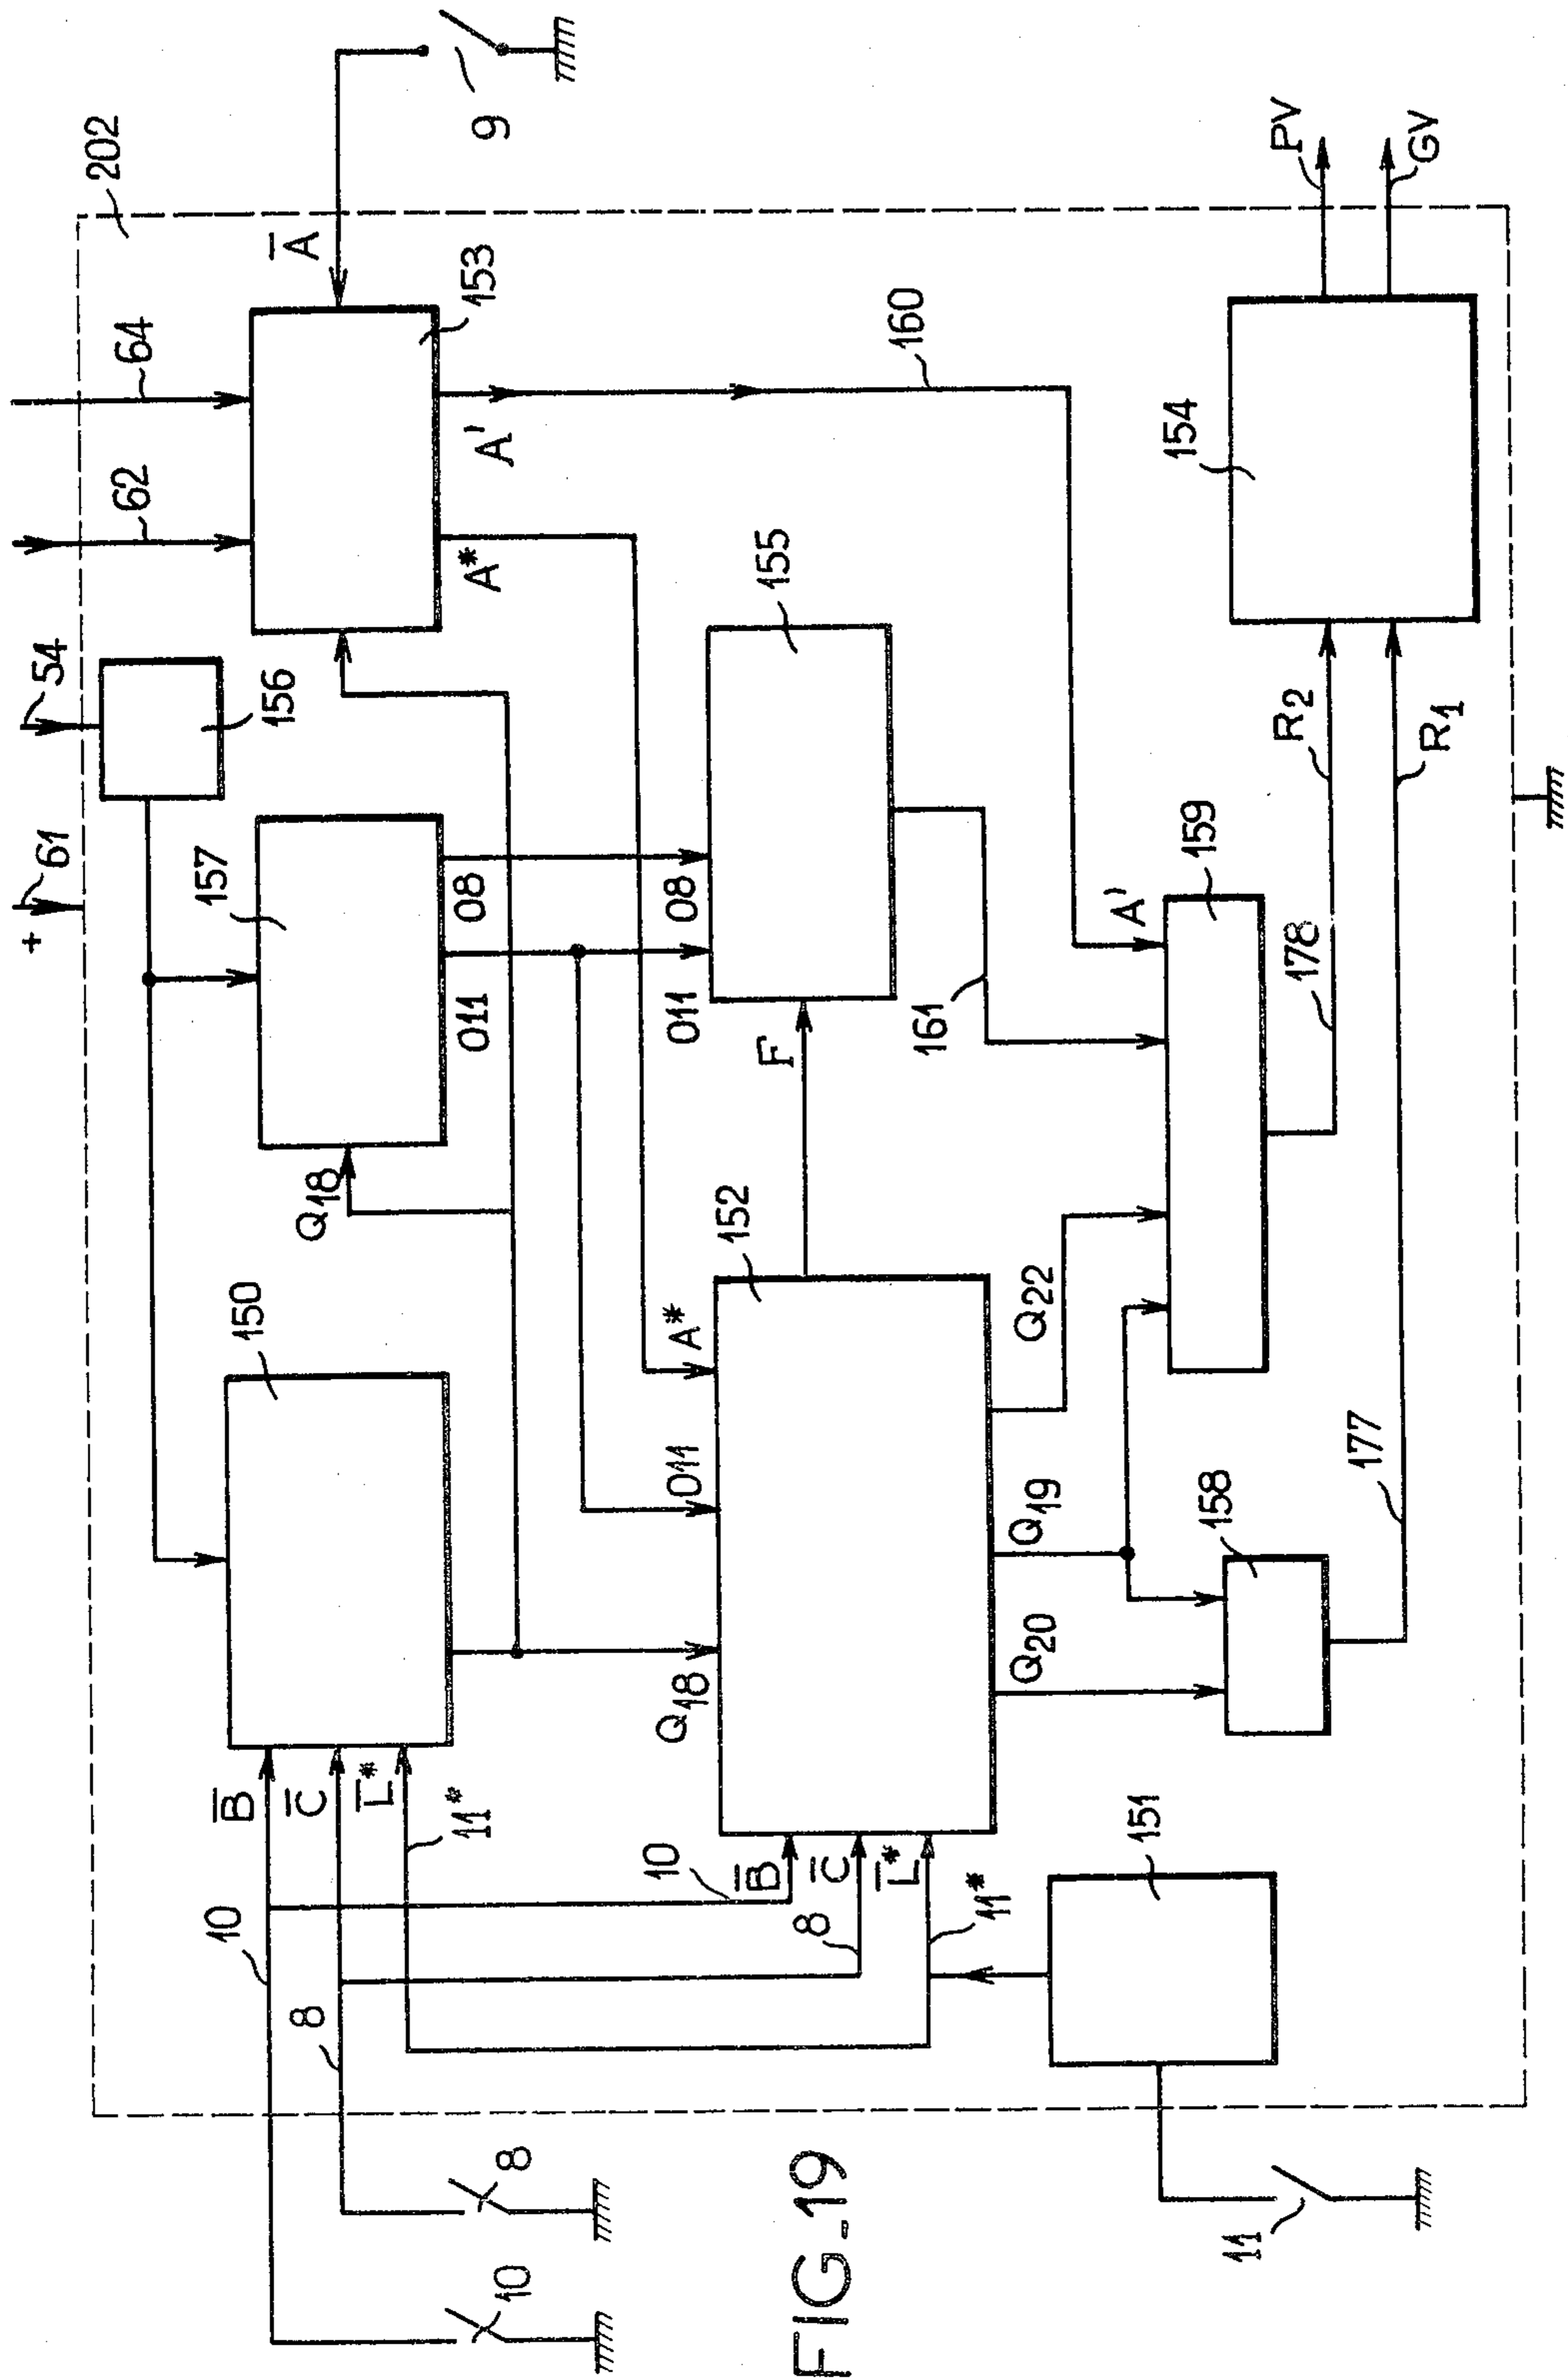 +
61
54
62
64
202
156
A̅
9
10
B̅
8
C̅
L̅*
11*
150
157
Q18
011
08
153
A*
A'
160
10
B̅
8
C̅
L̅*
11*
Q18
011
A*
152
F
011
08
155
161
Q20
Q19
Q22
A'
159
158
151
177
178
R2
R1
154
PV
GV
10
8
11
FIG_19